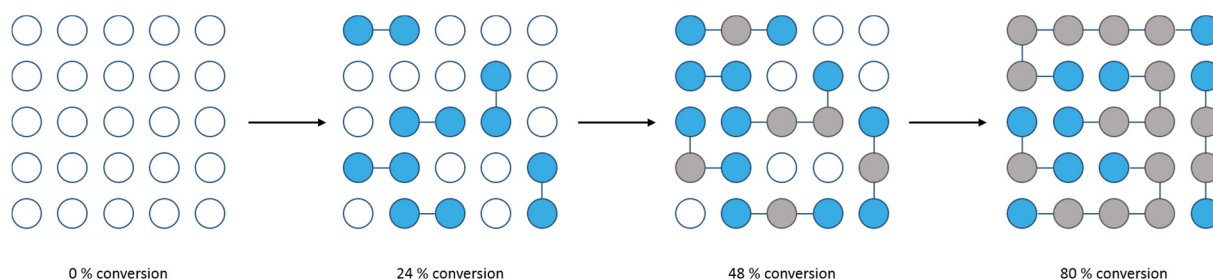 0 % conversion
24 % conversion
48 % conversion
80 % conversion